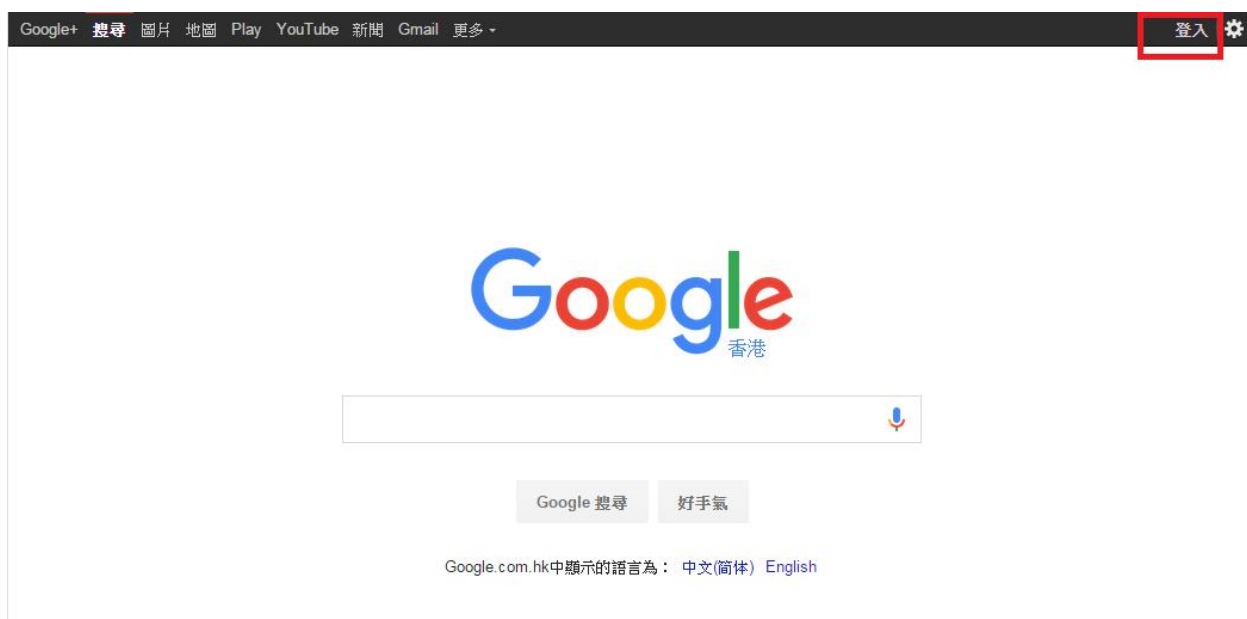 Google+ 搜尋 圖片 地圖 Play YouTube 新聞 Gmail 更多 登入
Google
香港
Google 搜尋 好手氣
Google.com.hk中顯示的語言為： 中文(简体) English